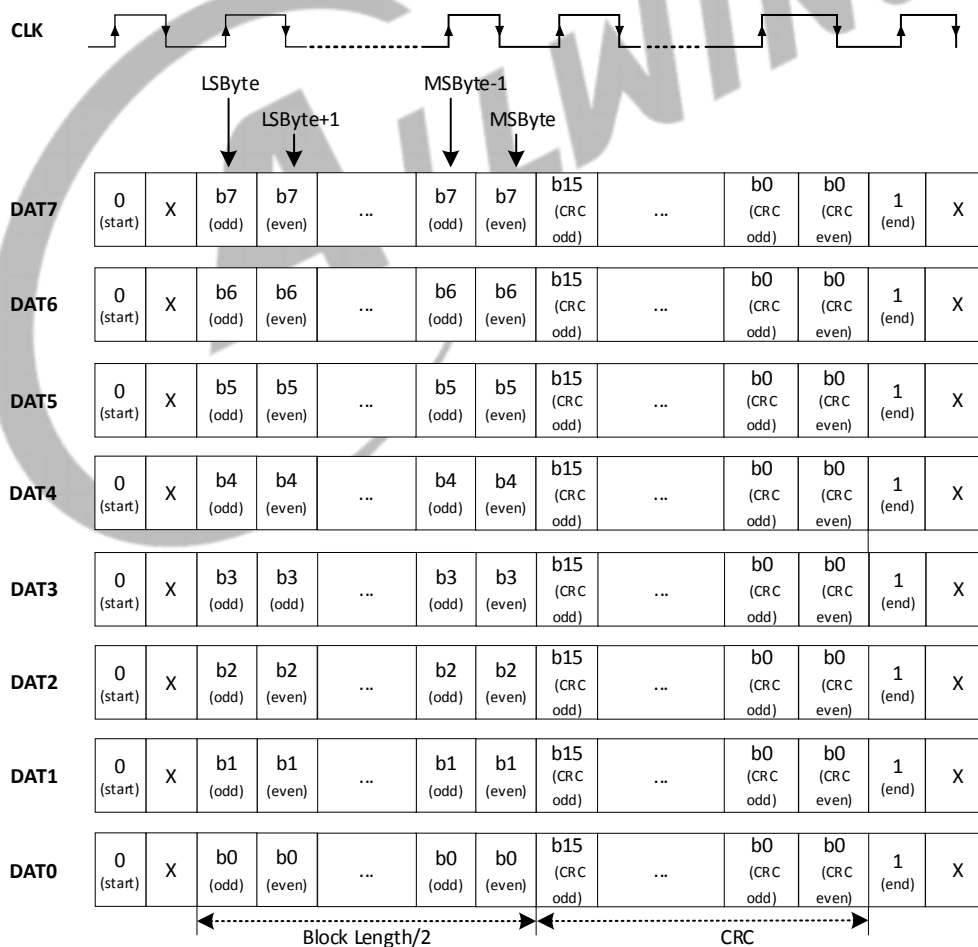 CLK
LSByte
LSByte+1
MSByte-1
MSByte
ALLWIN
DAT7 0 (start) X b7 (odd) b7 (even) ... b7 (odd) b7 (even) b15 (CRC odd) ... b0 (CRC odd) b0 (CRC even) 1 (end) X
DAT6 0 (start) X b6 (odd) b6 (even) ... b6 (odd) b6 (even) b15 (CRC odd) ... b0 (CRC odd) b0 (CRC even) 1 (end) X
DAT5 0 (start) X b5 (odd) b5 (even) ... b5 (odd) b5 (even) b15 (CRC odd) ... b0 (CRC odd) b0 (CRC even) 1 (end) X
DAT4 0 (start) X b4 (odd) b4 (even) ... b4 (odd) b4 (even) b15 (CRC odd) ... b0 (CRC odd) b0 (CRC even) 1 (end) X
DAT3 0 (start) X b3 (odd) b3 (odd) ... b3 (odd) b3 (even) b15 (CRC odd) ... b0 (CRC odd) b0 (CRC even) 1 (end) X
DAT2 0 (start) X b2 (odd) b2 (even) ... b2 (odd) b2 (even) b15 (CRC odd) ... b0 (CRC odd) b0 (CRC even) 1 (end) X
DAT1 0 (start) X b1 (odd) b1 (even) ... b1 (odd) b1 (even) b15 (CRC odd) ... b0 (CRC odd) b0 (CRC even) 1 (end) X
DAT0 0 (start) X b0 (odd) b0 (even) ... b0 (odd) b0 (even) b15 (CRC odd) ... b0 (CRC odd) b0 (CRC even) 1 (end) X
Block Length/2
CRC